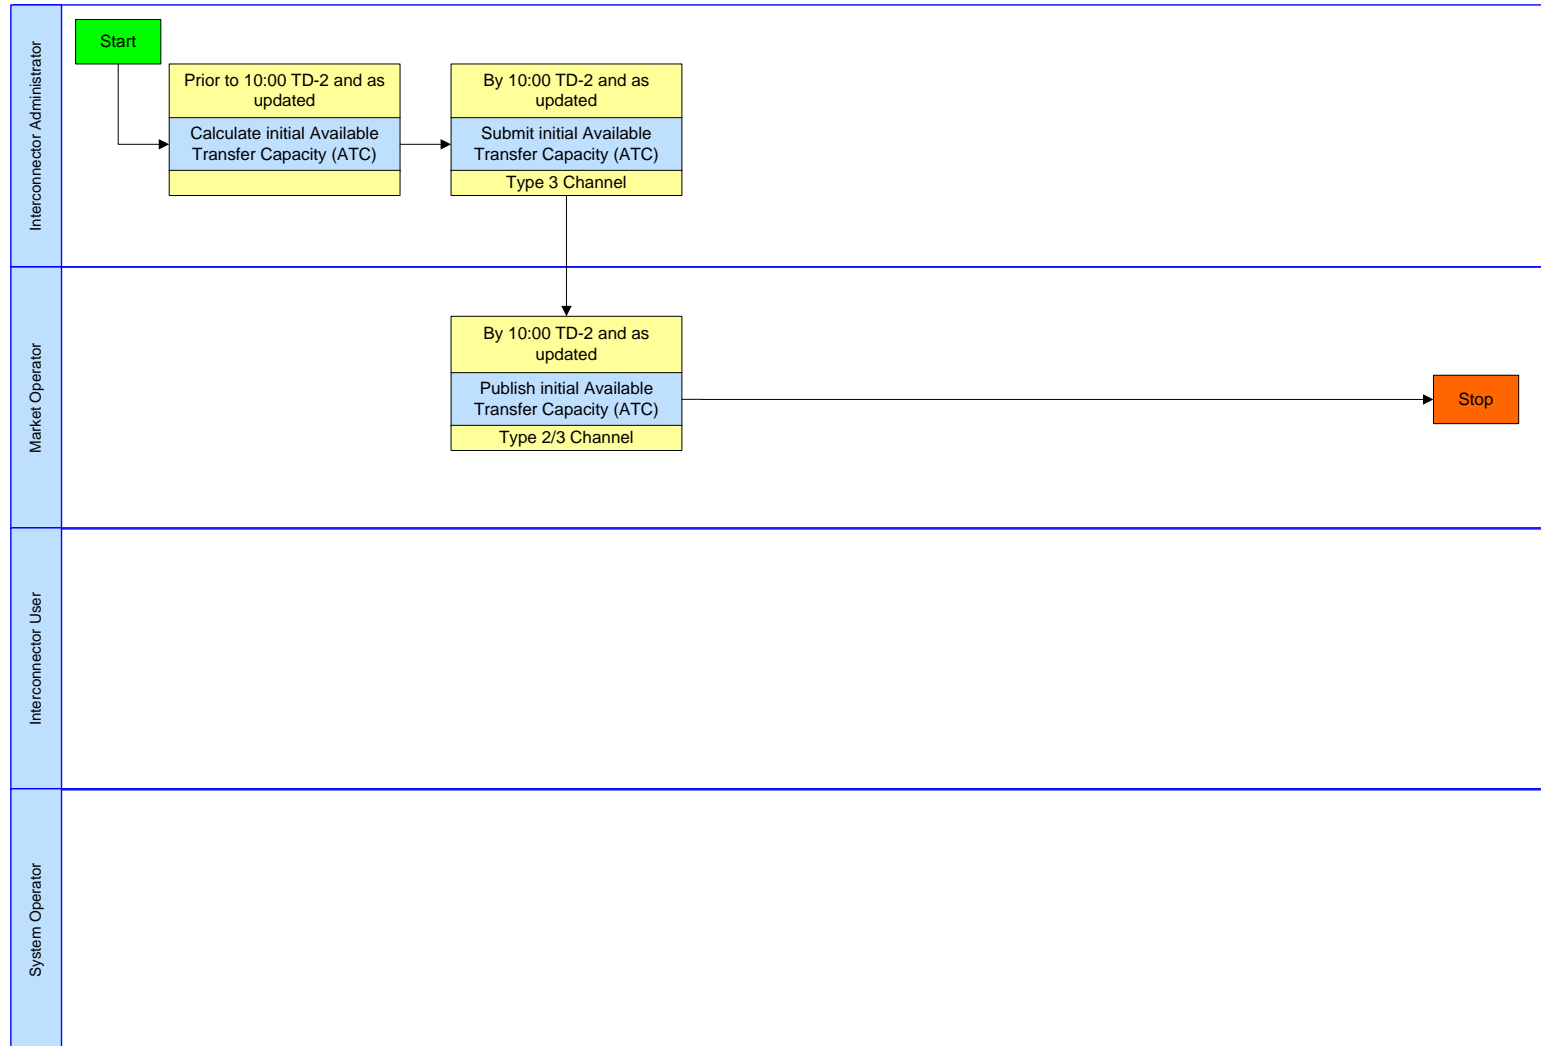 Interconnector Administrator
Start
Prior to 10:00 TD-2 and as
updated
Calculate initial Available
Transfer Capacity (ATC)
By 10:00 TD-2 and as
updated
Submit initial Available
Transfer Capacity (ATC)
Type 3 Channel
Market Operator
By 10:00 TD-2 and as
updated
Publish initial Available
Transfer Capacity (ATC)
Type 2/3 Channel
Stop
Interconnector User
System Operator